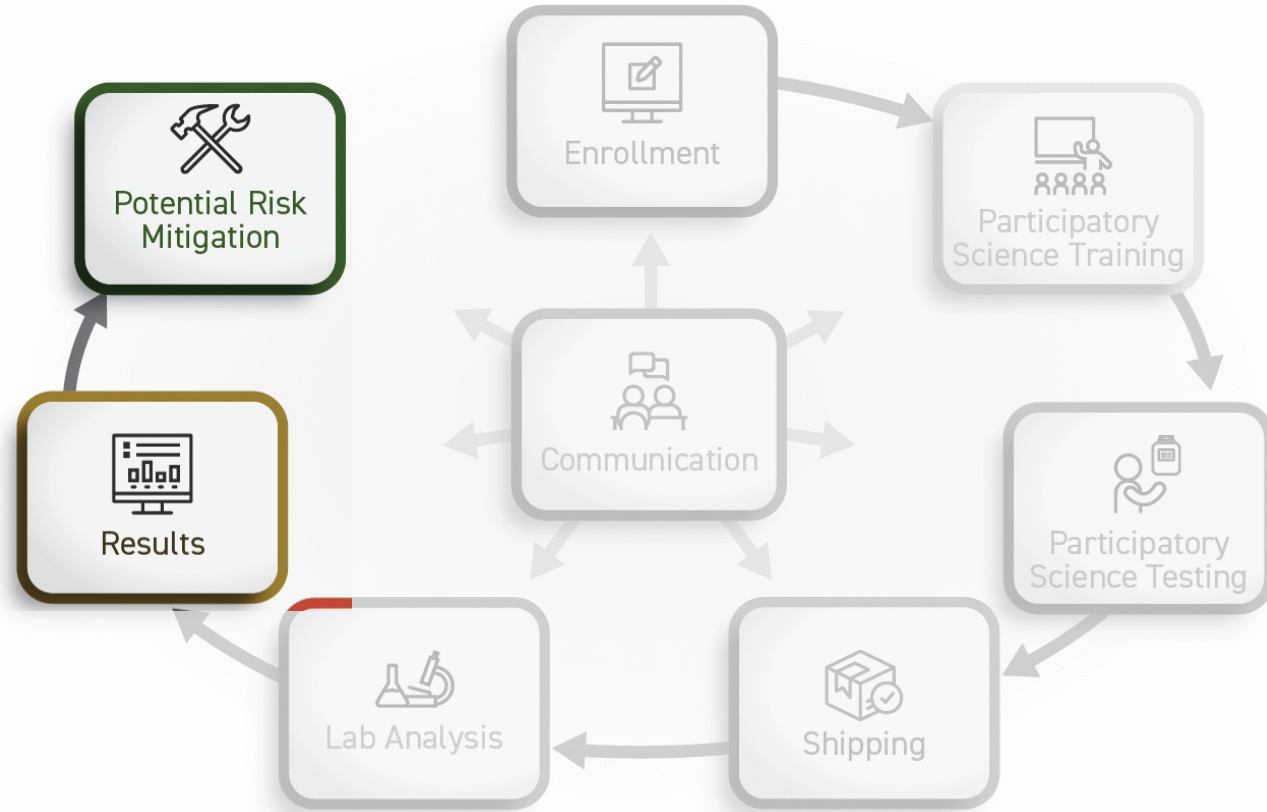 Enrollment
Potential Risk
Mitigation
Participatory
Science Training
Communication
Results
Participatory
Science Testing
Lab Analysis
Shipping